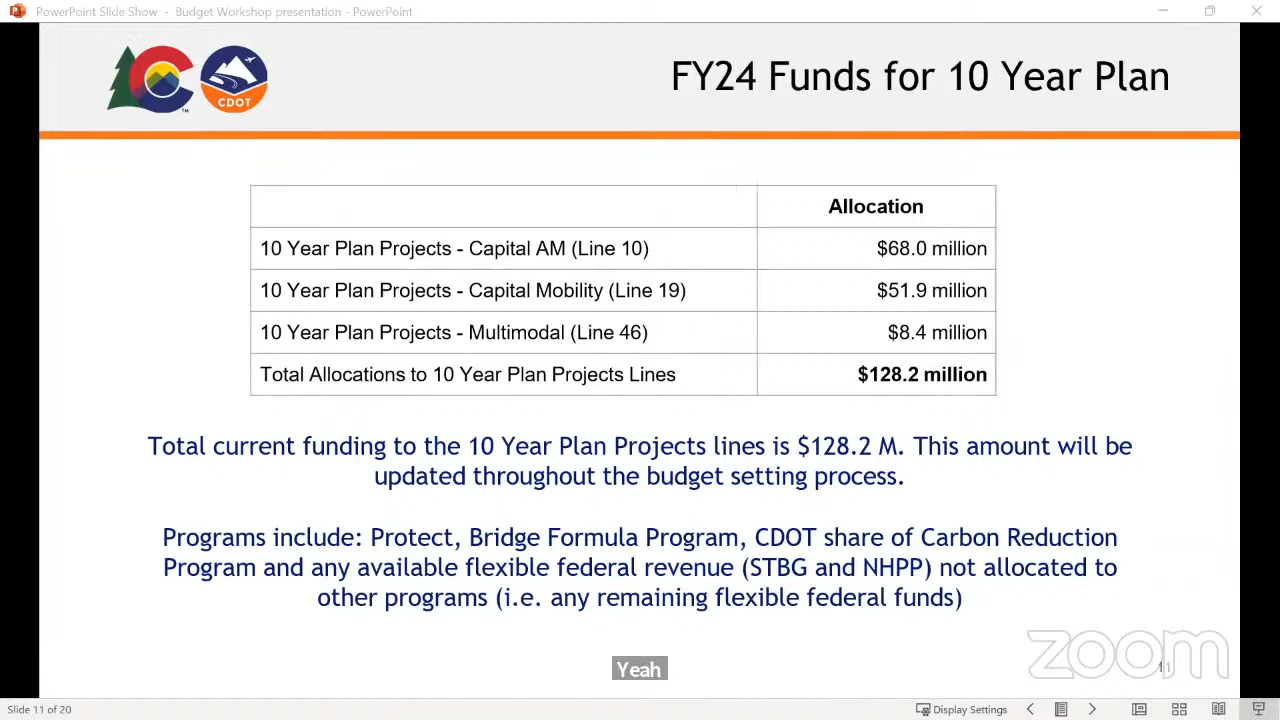 PowerPoint Slide Show - Budget Workshop presentation - PowerPoint
CDOT
TM
FY24 Funds for 10 Year Plan
Allocation
10 Year Plan Projects - Capital AM (Line 10) $68.0 million
10 Year Plan Projects - Capital Mobility (Line 19) $51.9 million
10 Year Plan Projects - Multimodal (Line 46) $8.4 million
Total Allocations to 10 Year Plan Projects Lines $128.2 million
Total current funding to the 10 Year Plan Projects lines is $128.2 M. This amount will be
updated throughout the budget setting process.
Programs include: Protect, Bridge Formula Program, CDOT share of Carbon Reduction
Program and any available flexible federal revenue (STBG and NHPP) not allocated to
other programs (i.e. any remaining flexible federal funds)
Yeah
zoom
11
Slide 11 of 20
Display Settings